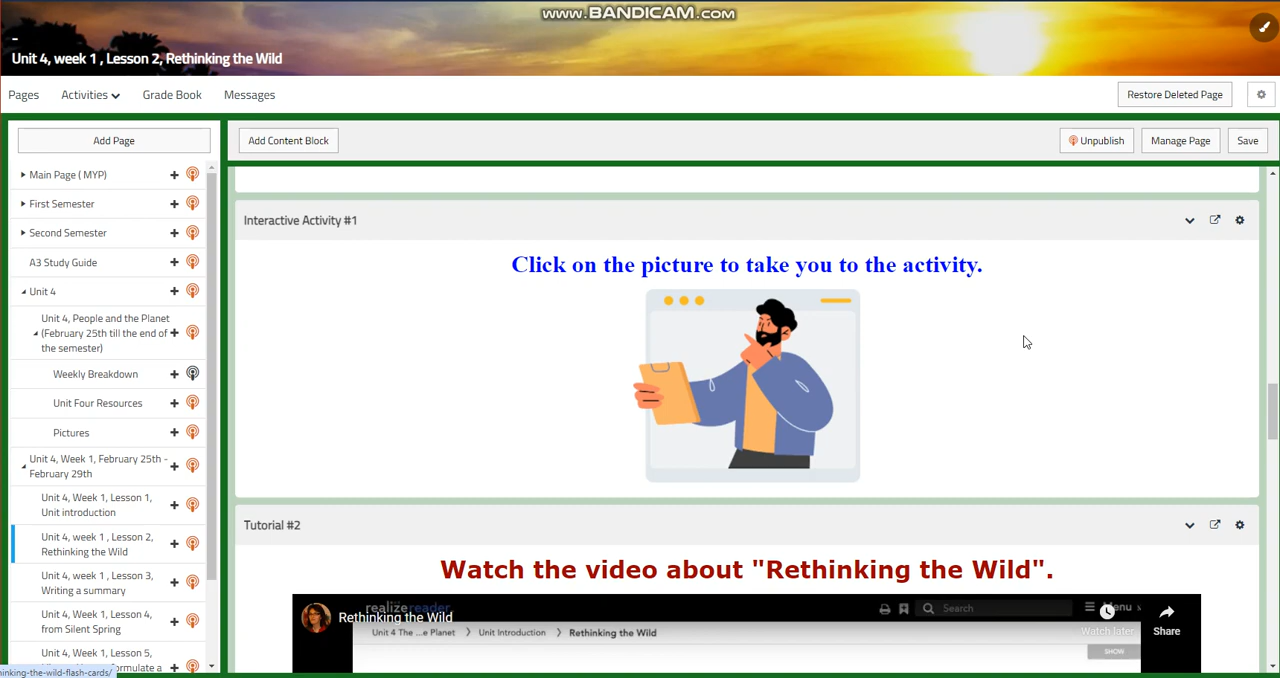 www.BANDICAM.com
-
Unit 4, week 1 , Lesson 2, Rethinking the Wild
Pages
Activities
Grade Book
Messages
Restore Deleted Page
Add Page
Add Content Block
Unpublish
Manage Page
Save
Main Page ( MYP)
First Semester
Second Semester
A3 Study Guide
Unit 4
Unit 4, People and the Planet
(February 25th till the end of
the semester)
Weekly Breakdown
Unit Four Resources
Pictures
Unit 4, Week 1, February 25th -
February 29th
Unit 4, Week 1, Lesson 1,
Unit introduction
Unit 4, week 1 , Lesson 2,
Rethinking the Wild
Unit 4, week 1 , Lesson 3,
Writing a summary
Unit 4, Week 1, Lesson 4,
from Silent Spring
Unit 4, Week 1, Lesson 5,
ormulate a
hinking-the-wild-flash-cards/
Interactive Activity #1
Click on the picture to take you to the activity.
Tutorial #2
Watch the video about "Rethinking the Wild".
realizereader
Rethinking the Wild
Search
Menu
Unit 4 The ...e Planet
Unit Introduction
Rethinking the Wild
Watch later
Share
SHOW